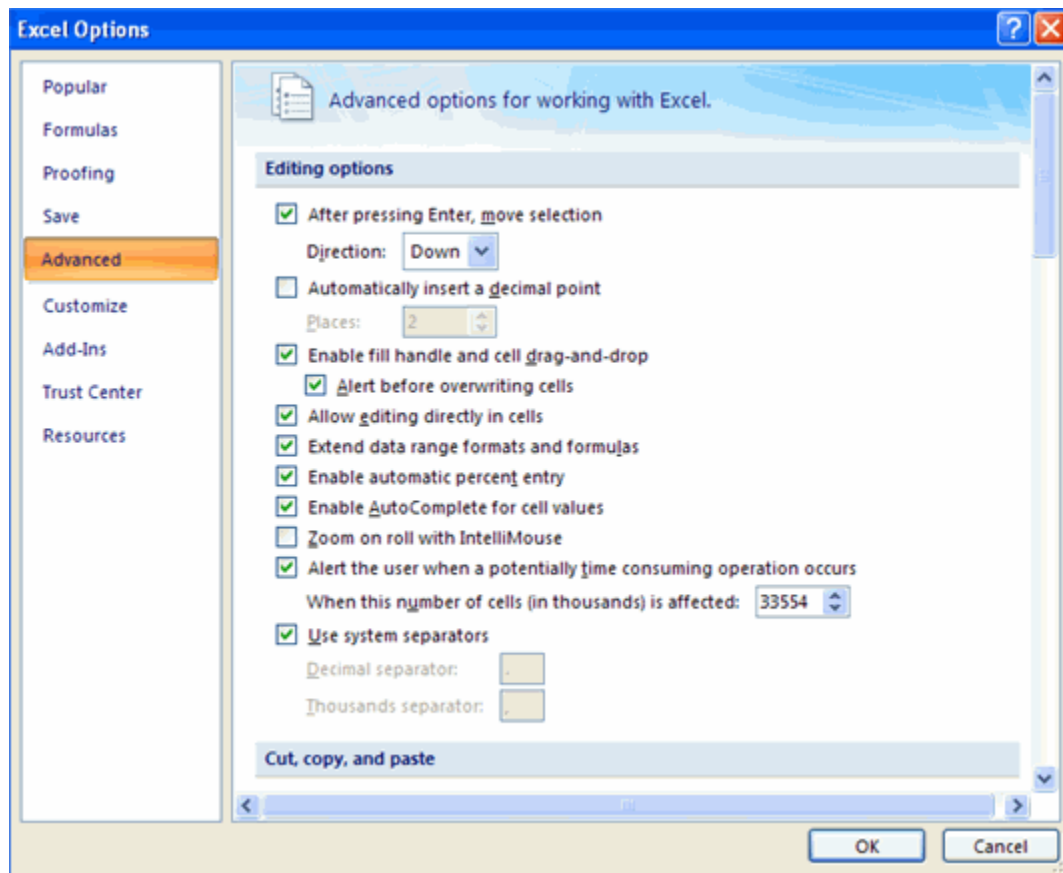 Excel Options
Popular
Formulas
Proofing
Save
Advanced
Customize
Add-Ins
Trust Center
Resources
Advanced options for working with Excel.
Editing options
After pressing Enter, move selection
Direction: Down
Automatically insert a decimal point
Places: 2
Enable fill handle and cell drag-and-drop
Alert before overwriting cells
Allow editing directly in cells
Extend data range formats and formulas
Enable automatic percent entry
Enable AutoComplete for cell values
Zoom on roll with IntelliMouse
Alert the user when a potentially time consuming operation occurs
When this number of cells (in thousands) is affected: 33554
Use system separators
Decimal separator: .
Thousands separator: ,
Cut, copy, and paste
OK Cancel